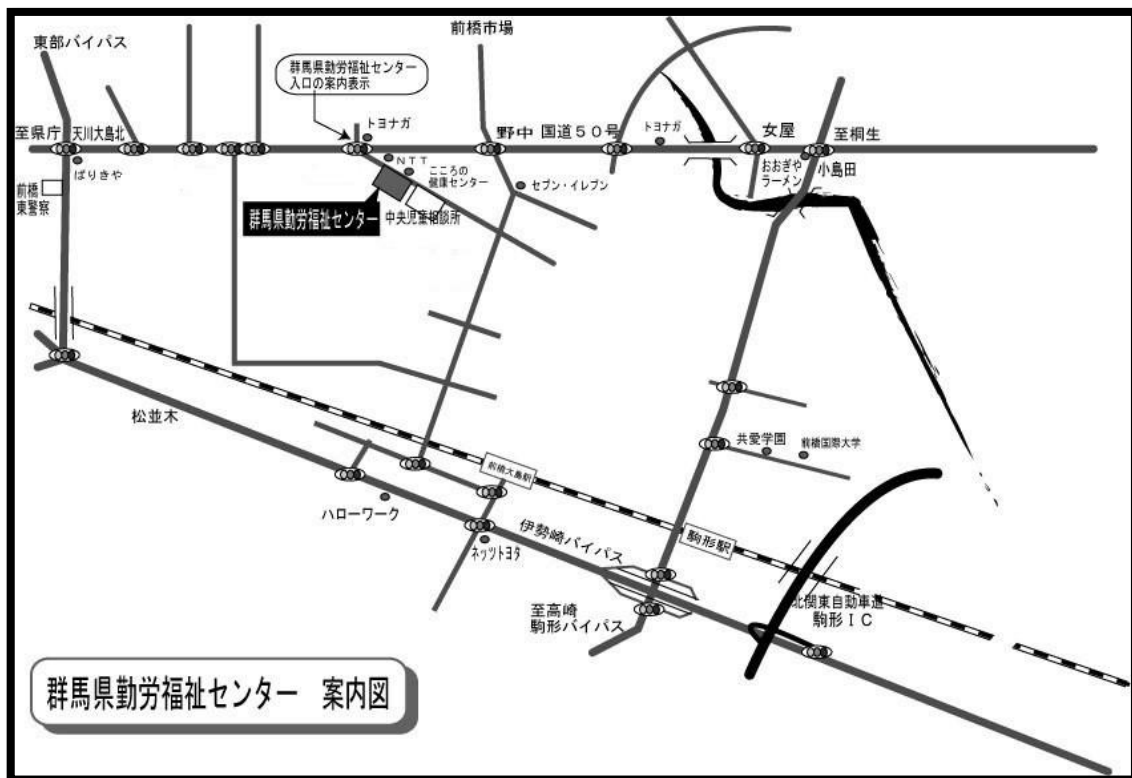 東部バイパス
前橋市場
群馬県勤労福祉センター
入口の案内表示
至県庁
天川大島北
トヨナガ
野中
国道50号
トヨナガ
女屋
至桐生
ばりきや
NTT
こころの
健康センター
セブン・イレブン
おおぎや
ラーメン
小島田
前橋
東警察
群馬県勤労福祉センター
中央児童相談所
松並木
共愛学園
前橋国際大学
前橋大島駅
ハローワーク
ネッツトヨタ
伊勢崎バイパス
駒形駅
至高崎
駒形バイパス
北関東自動車道
駒形IC
群馬県勤労福祉センター 案内図